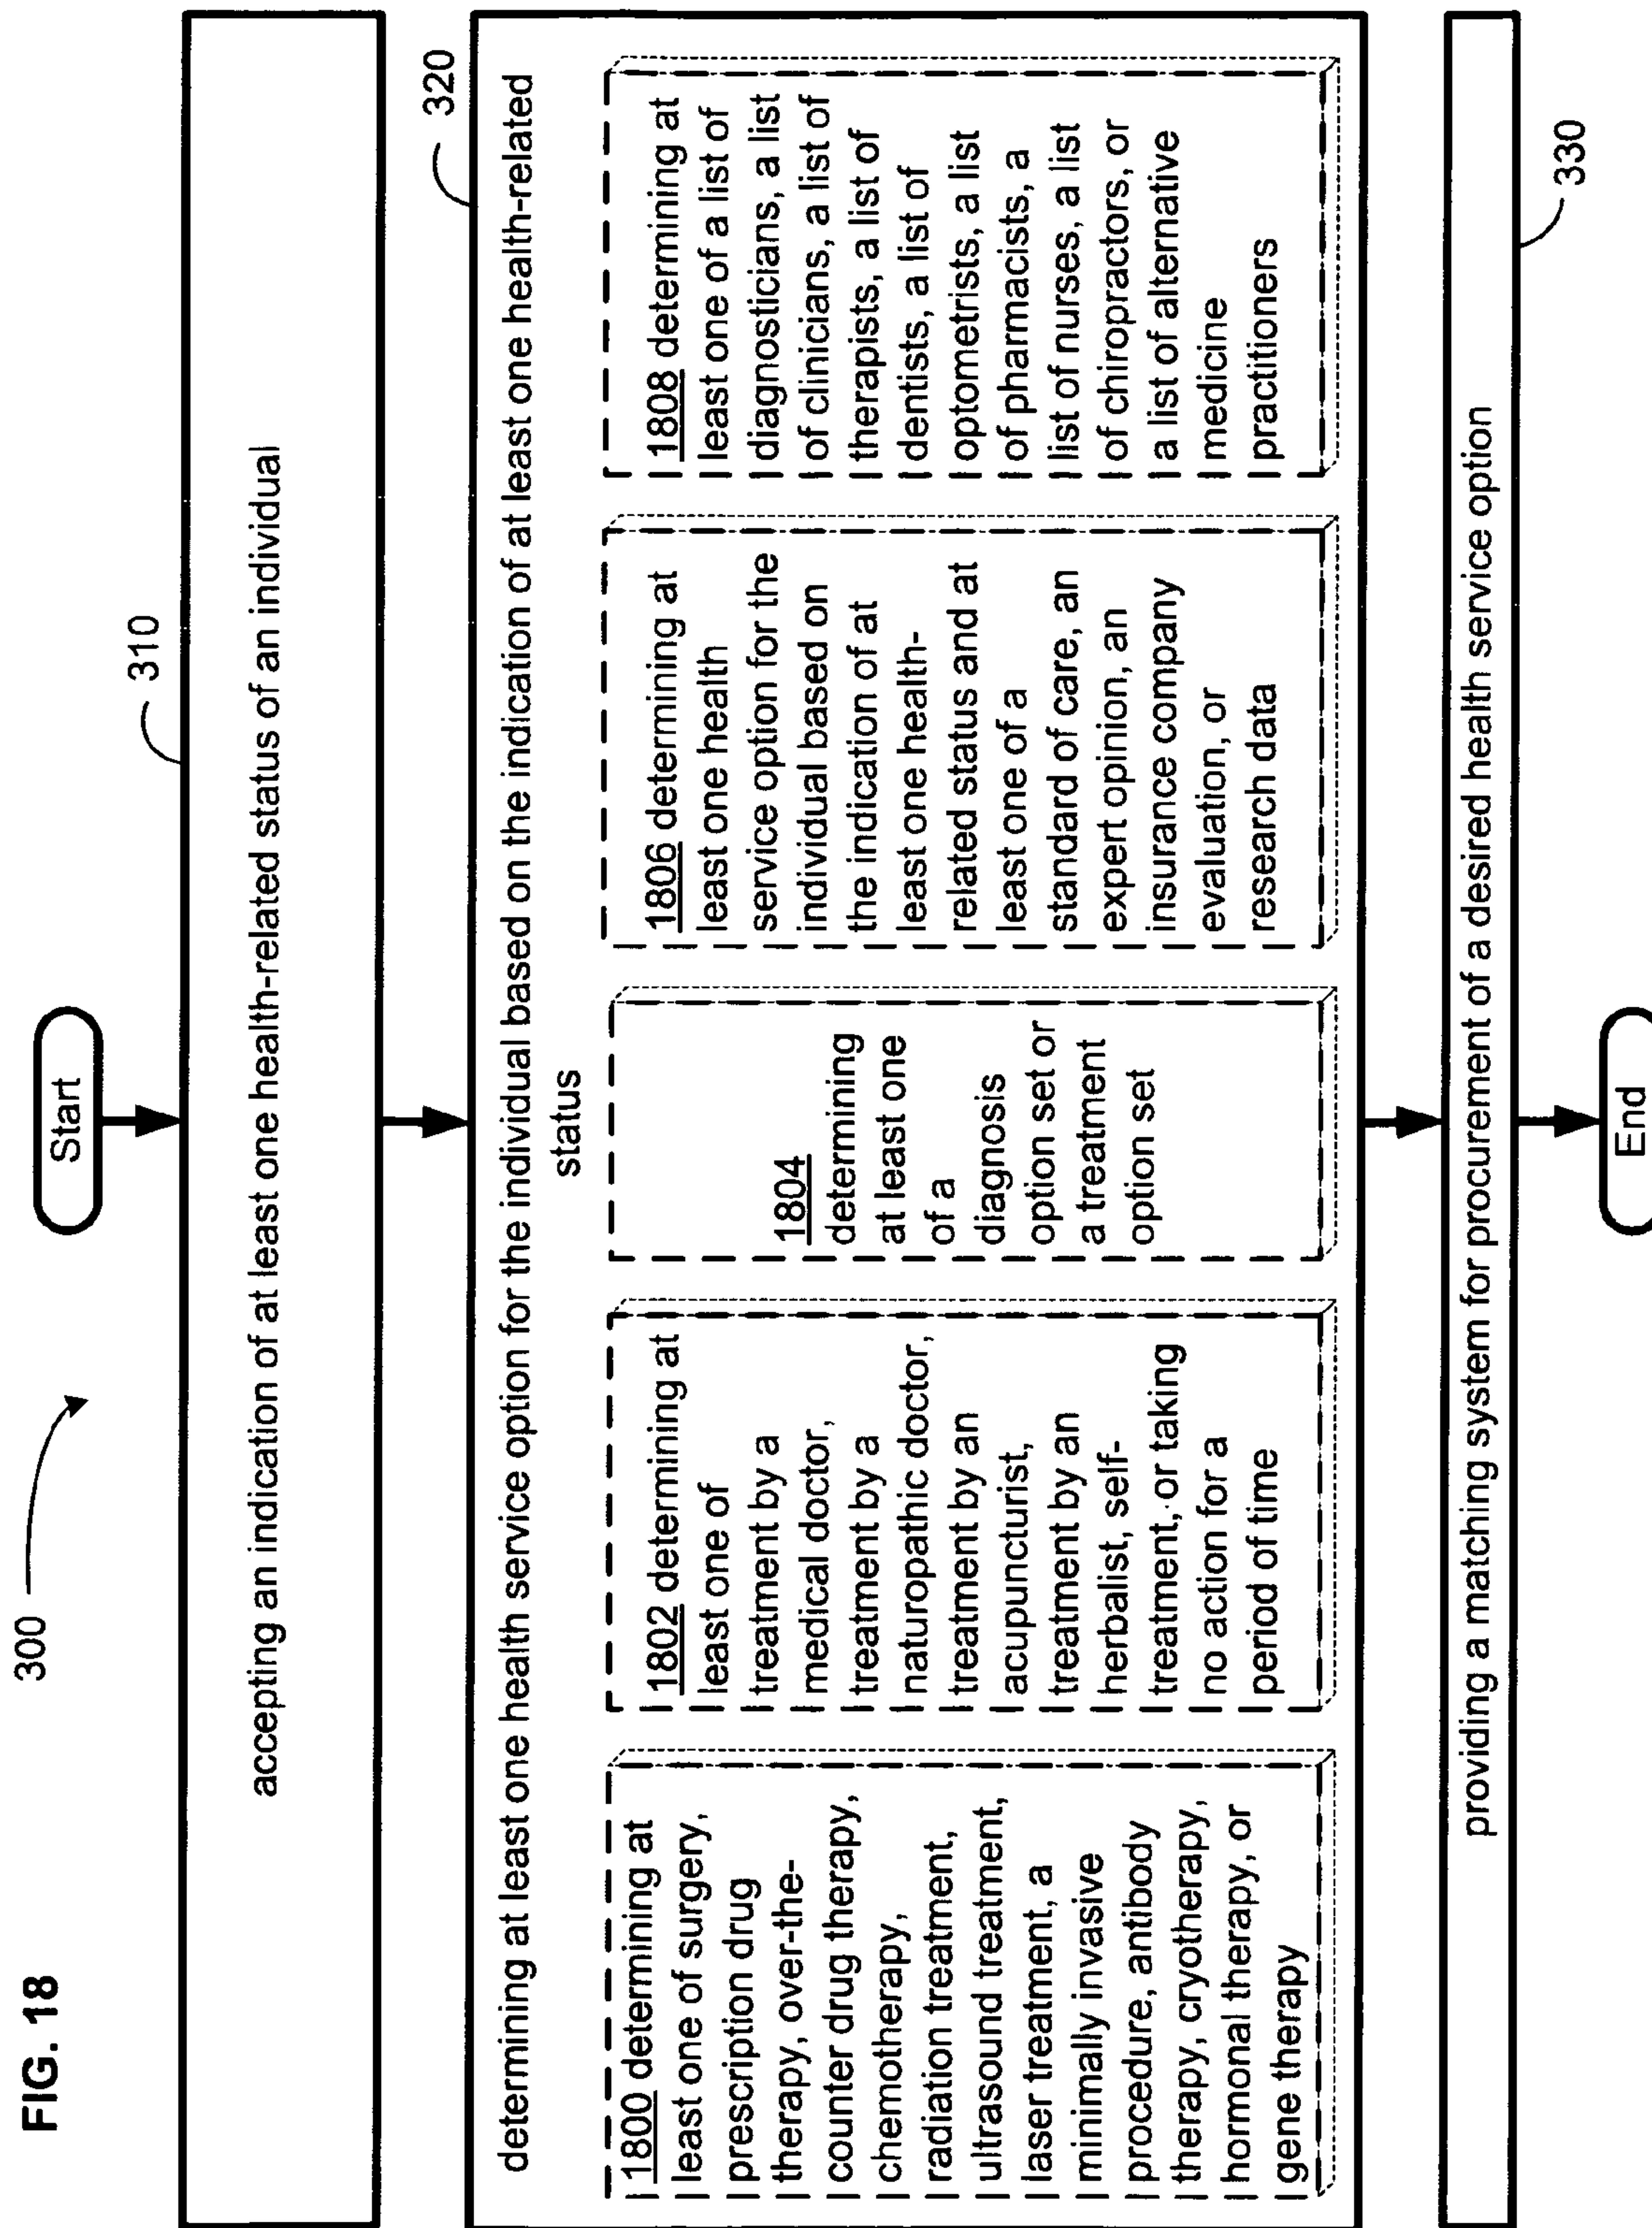 FIG. 18
300
Start
310
accepting an indication of at least one health-related status of an individual
320
determining at least one health service option for the individual based on the indication of at least one health-related
status
1800 determining at
least one of surgery,
prescription drug
therapy, over-the-
counter drug therapy,
chemotherapy,
radiation treatment,
ultrasound treatment,
laser treatment, a
minimally invasive
procedure, antibody
therapy, cryotherapy,
hormonal therapy, or
gene therapy
1802 determining at
least one of
treatment by a
medical doctor,
treatment by a
naturopathic doctor,
treatment by an
acupuncturist,
treatment by an
herbalist, self-
treatment, or taking
no action for a
period of time
1804
determining
at least one
of a
diagnosis
option set or
a treatment
option set
1806 determining at
least one health
service option for the
individual based on
the indication of at
least one health-
related status and at
least one of a
standard of care, an
expert opinion, an
insurance company
evaluation, or
research data
1808 determining at
least one of a list of
diagnosticians, a list
of clinicians, a list of
therapists, a list of
dentists, a list of
optometrists, a list
of pharmacists, a
list of nurses, a list
of chiropractors, or
a list of alternative
medicine
practitioners
330
providing a matching system for procurement of a desired health service option
End